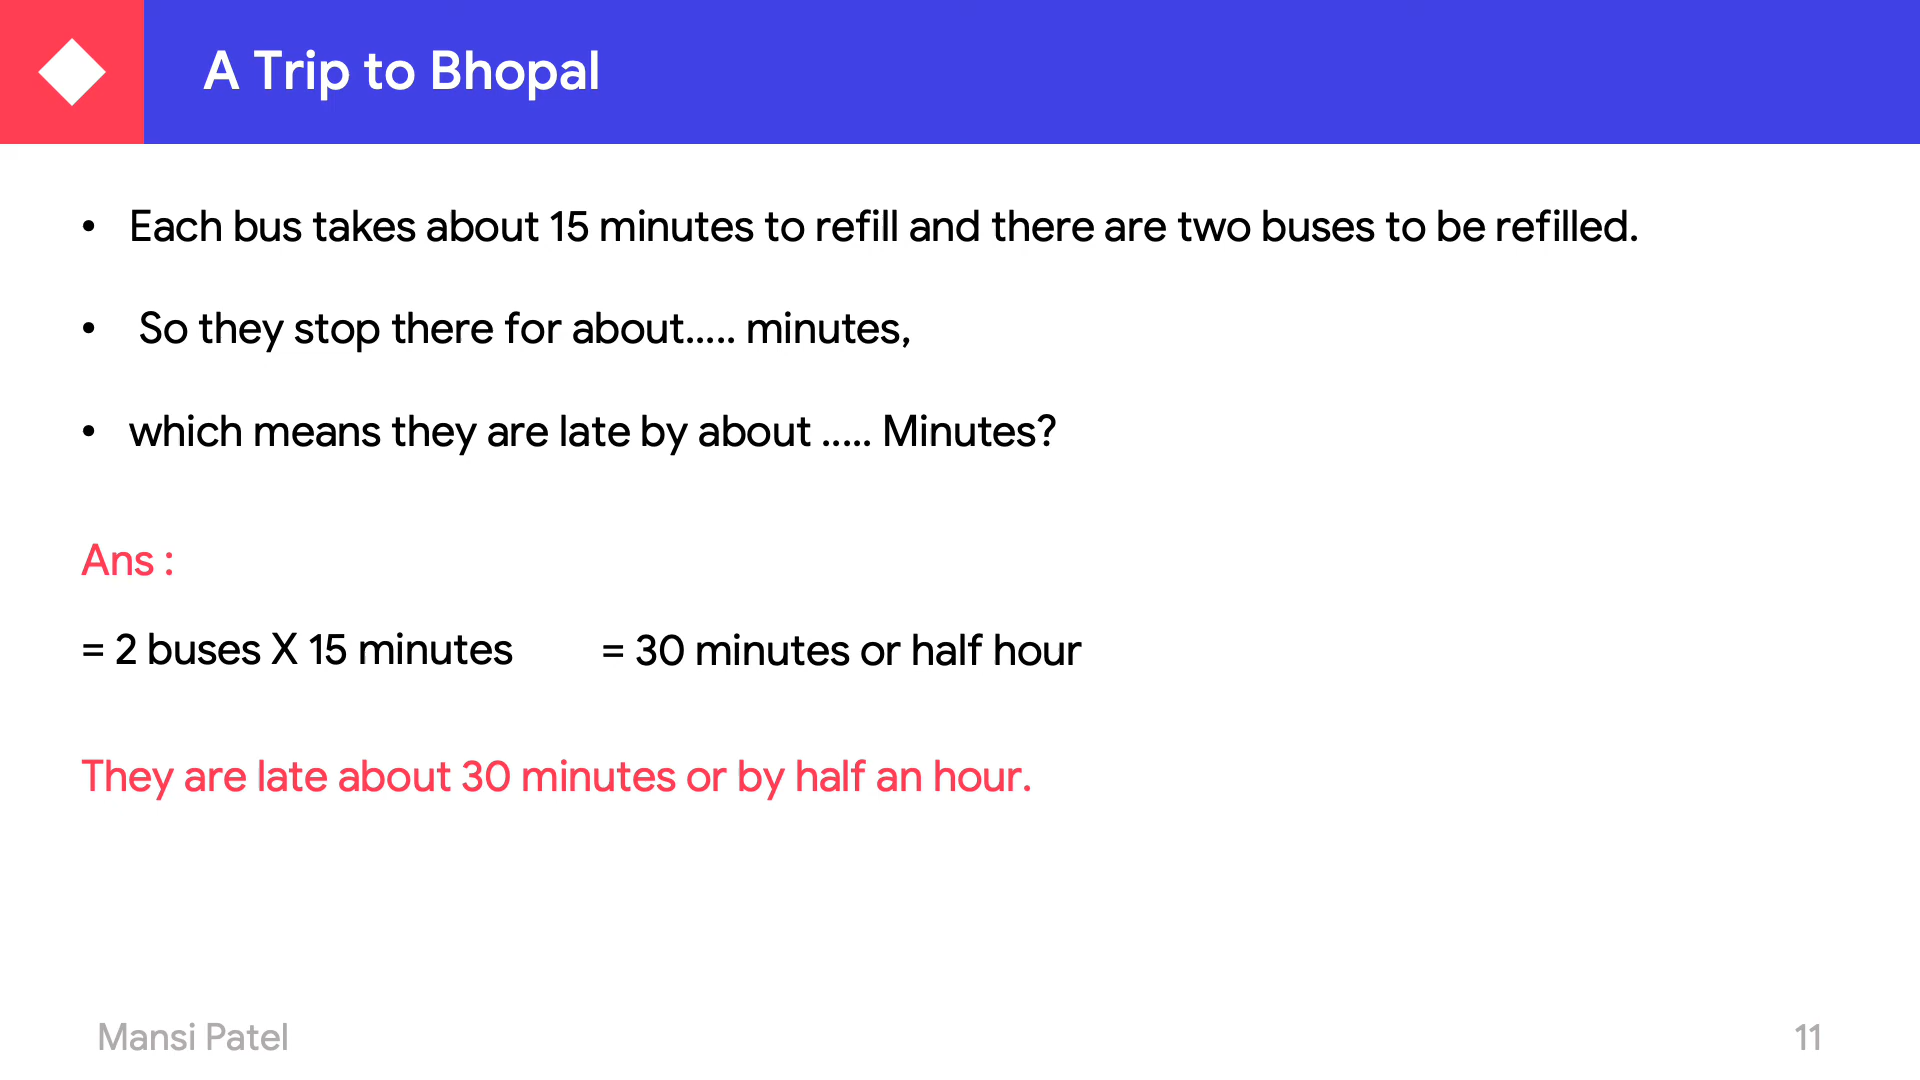 A Trip to Bhopal
• Each bus takes about 15 minutes to refill and there are two buses to be refilled.
• So they stop there for about..... minutes,
• which means they are late by about ..... Minutes?
Ans :
= 2 buses X 15 minutes = 30 minutes or half hour
They are late about 30 minutes or by half an hour.
Mansi Patel 11